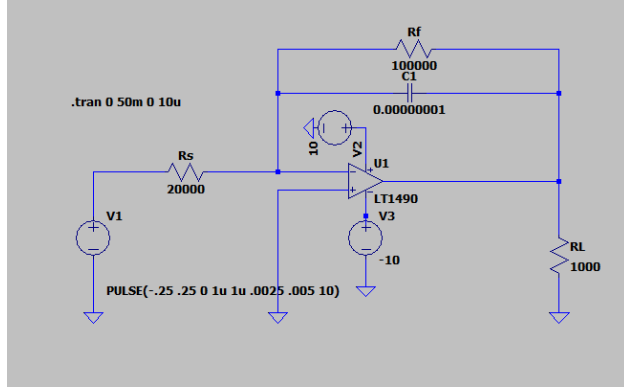 Rf
100000
C1
0.00000001
.tran 0 50m 0 10u
10
V2
Rs
20000
U1
LT1490
V1
V3
-10
RL
1000
PULSE(-.25 .25 0 1u 1u .0025 .005 10)